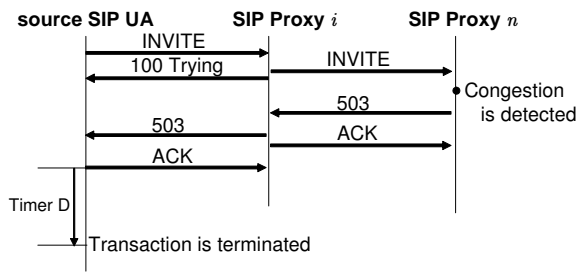 source SIP UA SIP Proxy i SIP Proxy n
INVITE
INVITE
100 Trying
Congestion
is detected
503
503
ACK
ACK
Timer D
Transaction is terminated